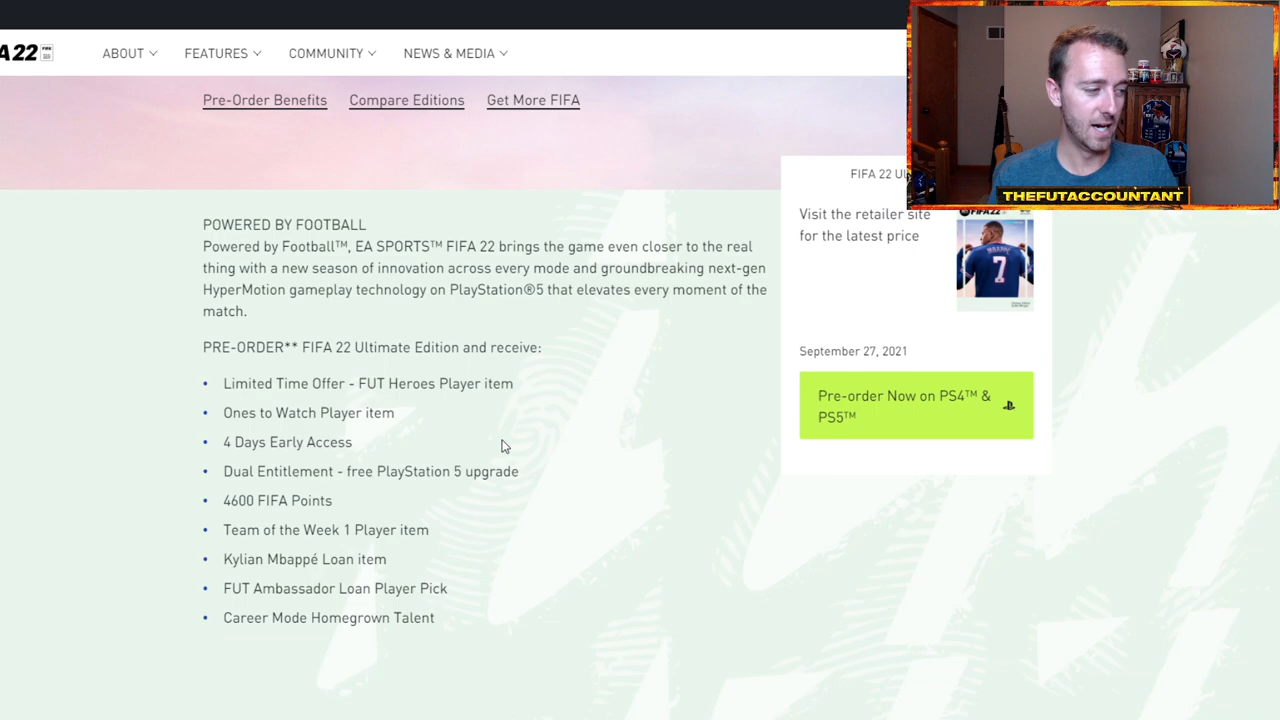 A 22
ABOUT
FEATURES
COMMUNITY
NEWS & MEDIA
Pre-Order Benefits
Compare Editions
Get More FIFA
THEFUTACCOUNTANT
POWERED BY FOOTBALL
Powered by Football™, EA SPORTS™ FIFA 22 brings the game even closer to the real
thing with a new season of innovation across every mode and groundbreaking next-gen
HyperMotion gameplay technology on PlayStation®5 that elevates every moment of the
match.
PRE-ORDER** FIFA 22 Ultimate Edition and receive:
• Limited Time Offer - FUT Heroes Player item
• Ones to Watch Player item
• 4 Days Early Access
• Dual Entitlement - free PlayStation 5 upgrade
• 4600 FIFA Points
• Team of the Week 1 Player item
• Kylian Mbappé Loan item
• FUT Ambassador Loan Player Pick
• Career Mode Homegrown Talent
FIFA 22 Ul
Visit the retailer site
for the latest price
FIFA 22
MBAPPÉ
7
September 27, 2021
Pre-order Now on PS4™ &
PS5™